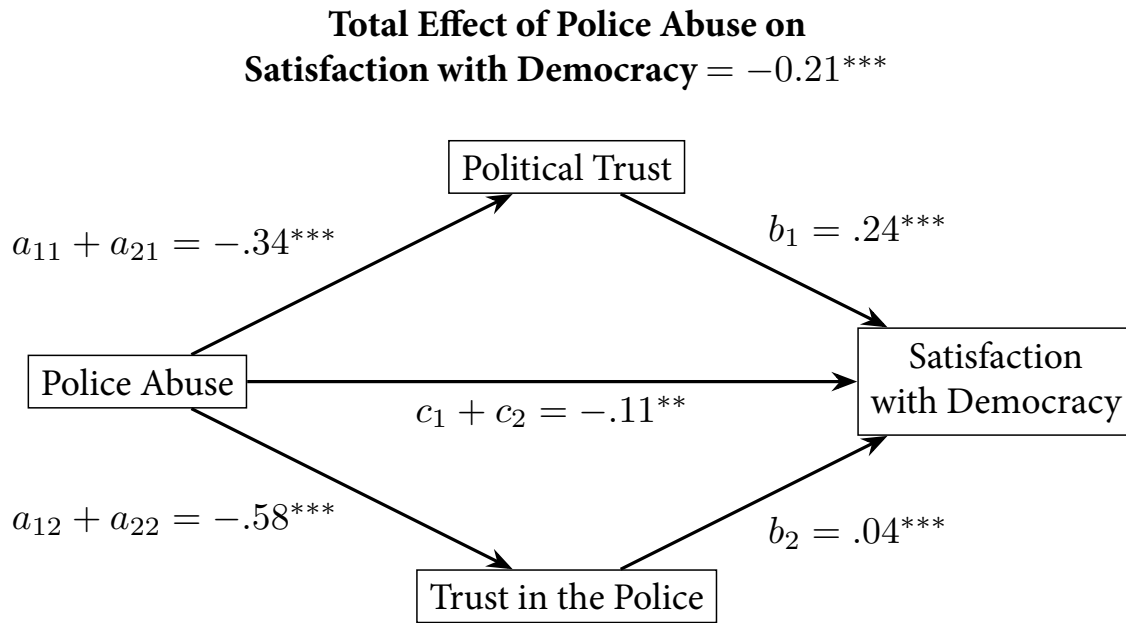 Total Effect of Police Abuse on
Satisfaction with Democracy = −0.21***
Political Trust
a₁₁ + a₂₁ = −.34***
b₁ = .24***
Police Abuse
Satisfaction
with Democracy
c₁ + c₂ = −.11**
a₁₂ + a₂₂ = −.58***
b₂ = .04***
Trust in the Police